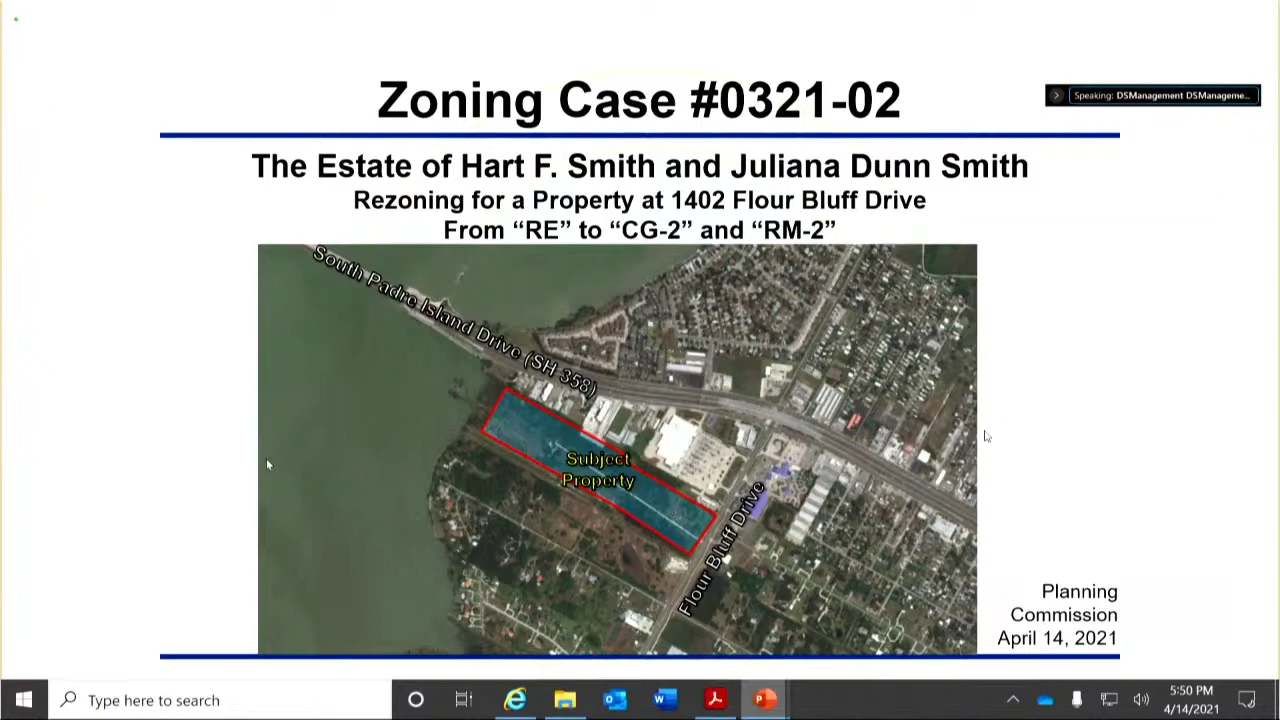 Zoning Case #0321-02
Speaking: DSManagement DSManageme...
The Estate of Hart F. Smith and Juliana Dunn Smith
Rezoning for a Property at 1402 Flour Bluff Drive
From “RE” to “CG-2” and “RM-2”
South Padre Island Drive (SH 358)
Subject
Property
Flour Bluff Drive
Planning
Commission
April 14, 2021
Type here to search
5:50 PM
4/14/2021